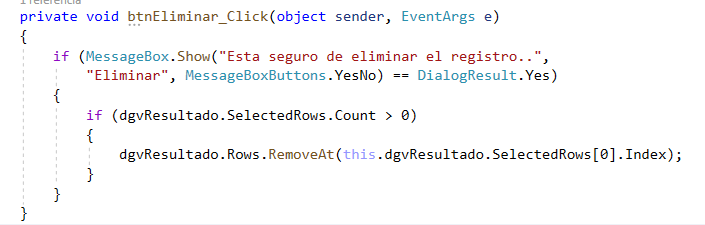 1 referencia
private void btnEliminar_Click(object sender, EventArgs e)
{
if (MessageBox.Show("Esta seguro de eliminar el registro..",
"Eliminar", MessageBoxButtons.YesNo) == DialogResult.Yes)
{
if (dgvResultado.SelectedRows.Count > 0)
{
dgvResultado.Rows.RemoveAt(this.dgvResultado.SelectedRows[0].Index);
}
}
}